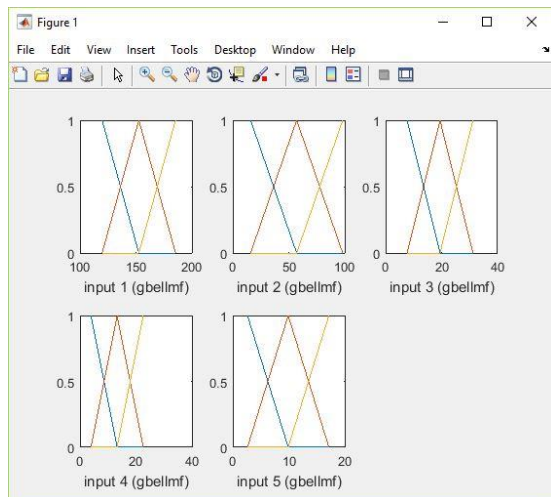 Figure 1
File Edit View Insert Tools Desktop Window Help
1 1 1
0.5 0.5 0.5
0 0 0
100 150 200 0 50 100 0 20 40
input 1 (gbellmf) input 2 (gbellmf) input 3 (gbellmf)
1 1
0.5 0.5
0 0
0 20 40 0 10 20
input 4 (gbellmf) input 5 (gbellmf)